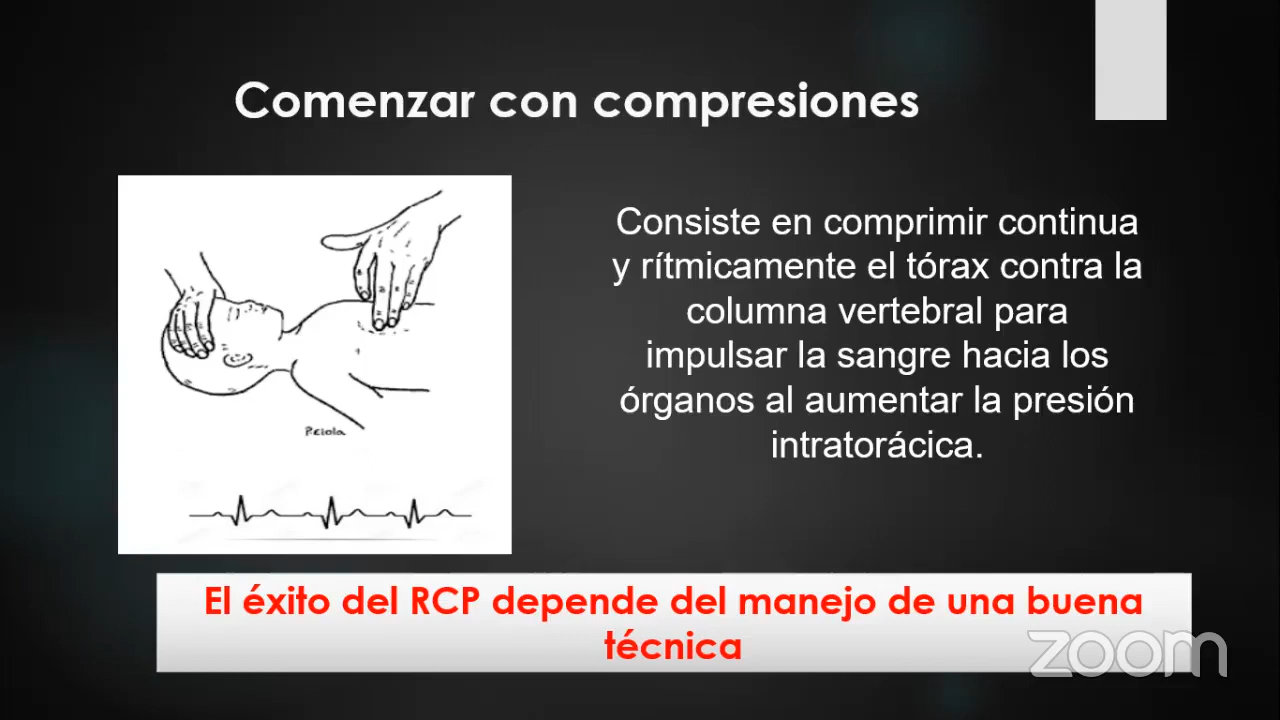 Comenzar con compresiones
Consiste en comprimir continua
y rítmicamente el tórax contra la
columna vertebral para
impulsar la sangre hacia los
órganos al aumentar la presión
intratorácica.
El éxito del RCP depende del manejo de una buena
técnica
zoom